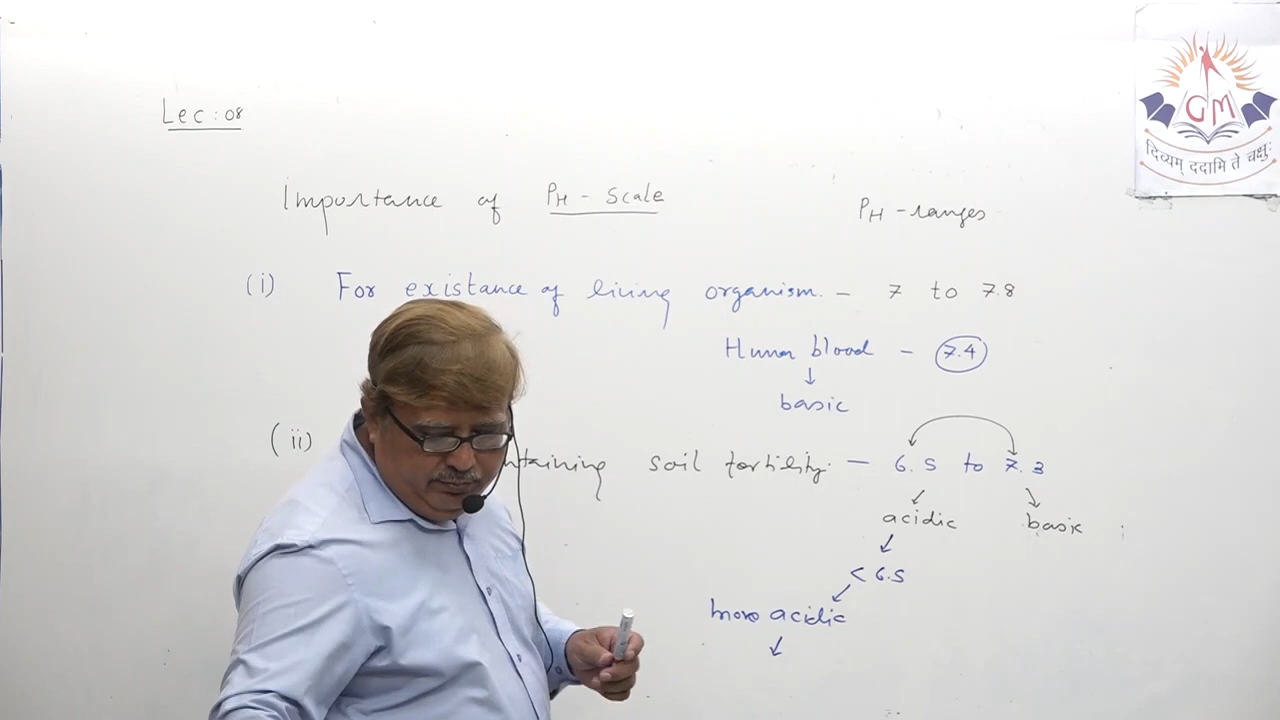 Lec : 08
GM
दिव्यम् ददामि ते चक्षुः
Importance of PH - Scale
PH - ranges
(i) For existance of living organism. - 7 to 7.8
Human blood - 7.4
↓
basic
(ii) ntaining soil fortility. - 6.5 to 7.3
acidic basic
< 6.5
more acidic